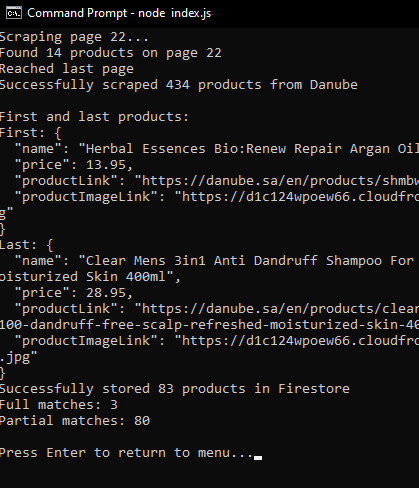 Command Prompt - node index.js
Scraping page 22...
Found 14 products on page 22
Reached last page
Successfully scraped 434 products from Danube
First and last products:
First: {
"name": "Herbal Essences Bio:Renew Repair Argan Oil
"price": 13.95,
"productLink": "https://danube.sa/en/products/shmbw
"productImageLink": "https://d1c124wpoew66.cloudfro
g"
}
Last: {
"name": "Clear Mens 3in1 Anti Dandruff Shampoo For
oisturized Skin 400ml",
"price": 28.95,
"productLink": "https://danube.sa/en/products/clear
100-dandruff-free-scalp-refreshed-moisturized-skin-40
"productImageLink": "https://d1c124wpoew66.cloudfro
.jpg"
}
Successfully stored 83 products in Firestore
Full matches: 3
Partial matches: 80
Press Enter to return to menu...